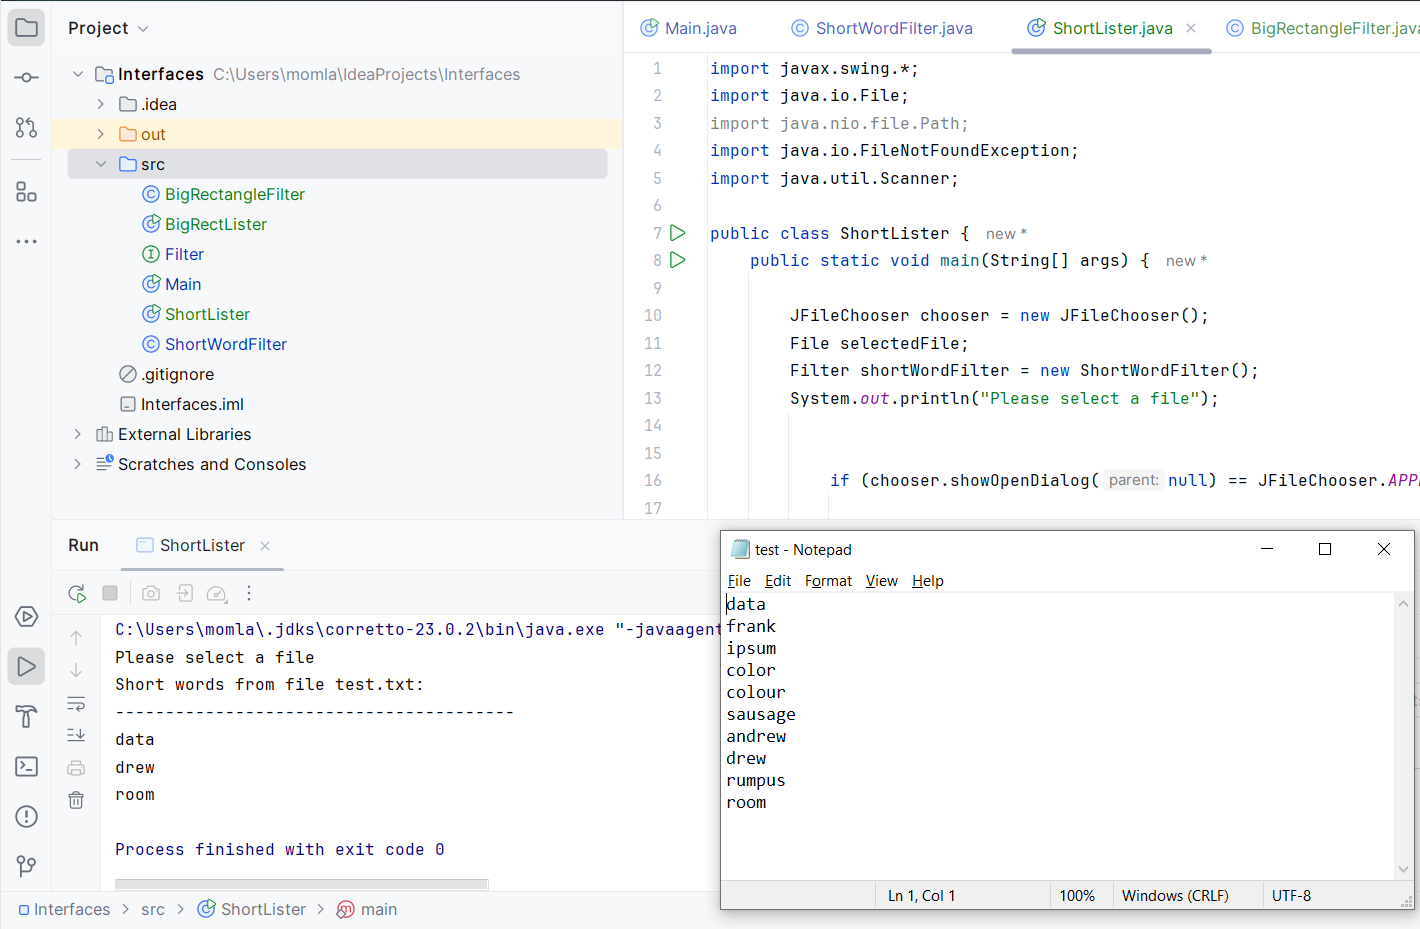 Project
Interfaces C:\Users\momla\IdeaProjects\Interfaces
.idea
out
src
BigRectangleFilter
BigRectLister
Filter
Main
ShortLister
ShortWordFilter
.gitignore
Interfaces.iml
External Libraries
Scratches and Consoles
Main.java ShortWordFilter.java ShortLister.java BigRectangleFilter.java
1 import javax.swing.*;
2 import java.io.File;
3 import java.nio.file.Path;
4 import java.io.FileNotFoundException;
5 import java.util.Scanner;
6
7 public class ShortLister { new *
8 public static void main(String[] args) { new *
9
10 JFileChooser chooser = new JFileChooser();
11 File selectedFile;
12 Filter shortWordFilter = new ShortWordFilter();
13 System.out.println("Please select a file");
14
15
16 if (chooser.showOpenDialog( parent: null) == JFileChooser.APP
17
Run ShortLister
C:\Users\momla\.jdks\corretto-23.0.2\bin\java.exe "-javaagent
Please select a file
Short words from file test.txt:
----------------------------------------
data
drew
room
Process finished with exit code 0
test - Notepad
File Edit Format View Help
data
frank
ipsum
color
colour
sausage
andrew
drew
rumpus
room
Ln 1, Col 1 100% Windows (CRLF) UTF-8
Interfaces > src > ShortLister > main